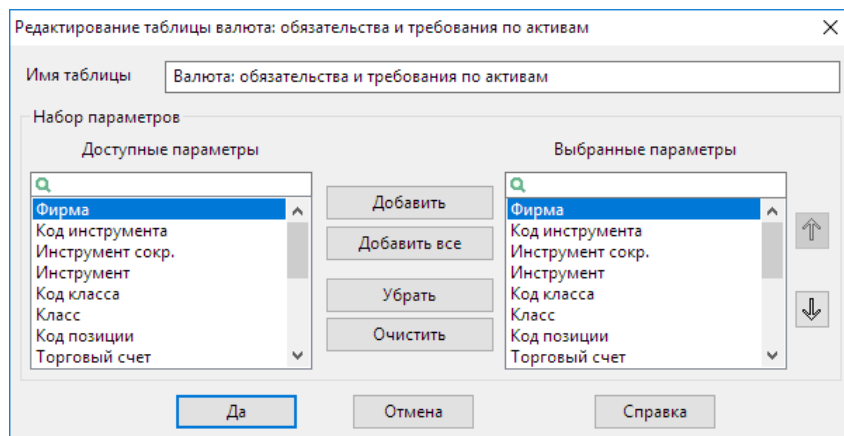 Редактирование таблицы валюта: обязательства и требования по активам
Имя таблицы
Валюта: обязательства и требования по активам
Набор параметров
Доступные параметры
Фирма
Код инструмента
Инструмент сокр.
Инструмент
Код класса
Класс
Код позиции
Торговый счет
Добавить
Добавить все
Убрать
Очистить
Выбранные параметры
Фирма
Код инструмента
Инструмент сокр.
Инструмент
Код класса
Класс
Код позиции
Торговый счет
Да
Отмена
Справка